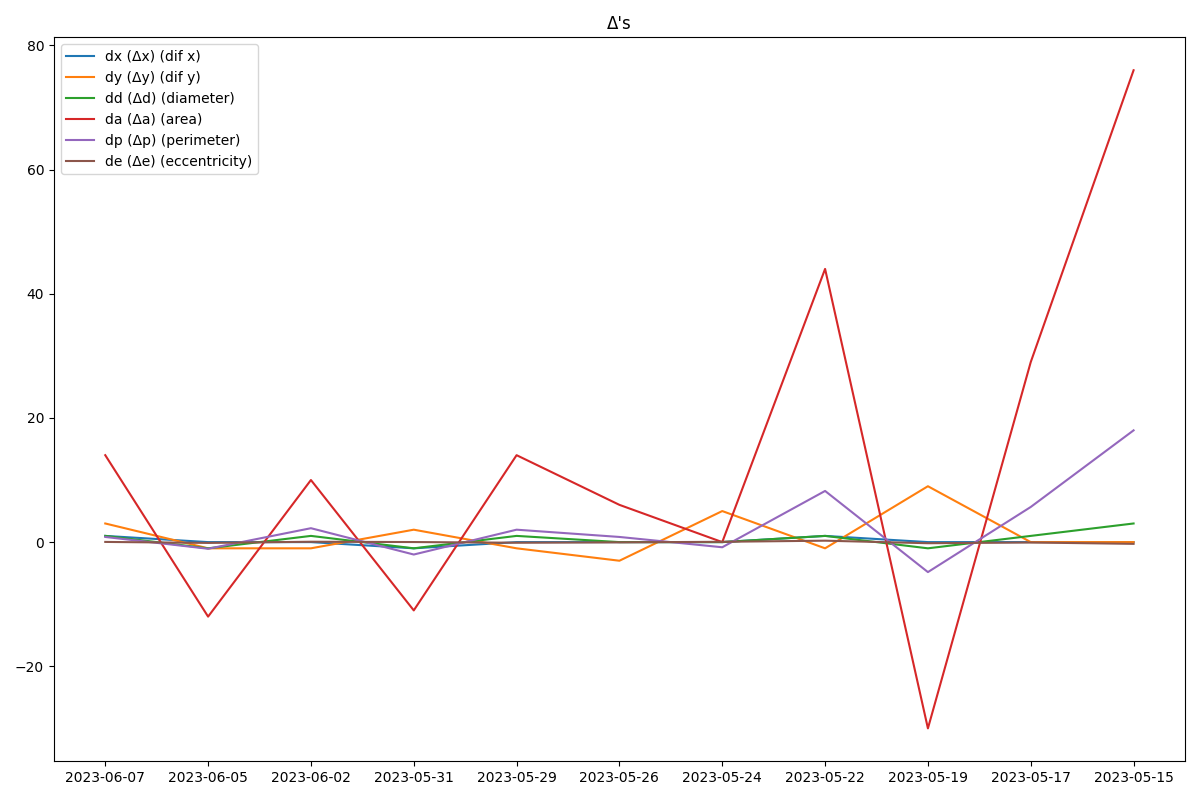 Δ's
80
60
40
20
0
−20
dx (Δx) (dif x)
dy (Δy) (dif y)
dd (Δd) (diameter)
da (Δa) (area)
dp (Δp) (perimeter)
de (Δe) (eccentricity)
2023-06-07 2023-06-05 2023-06-02 2023-05-31 2023-05-29 2023-05-26 2023-05-24 2023-05-22 2023-05-19 2023-05-17 2023-05-15